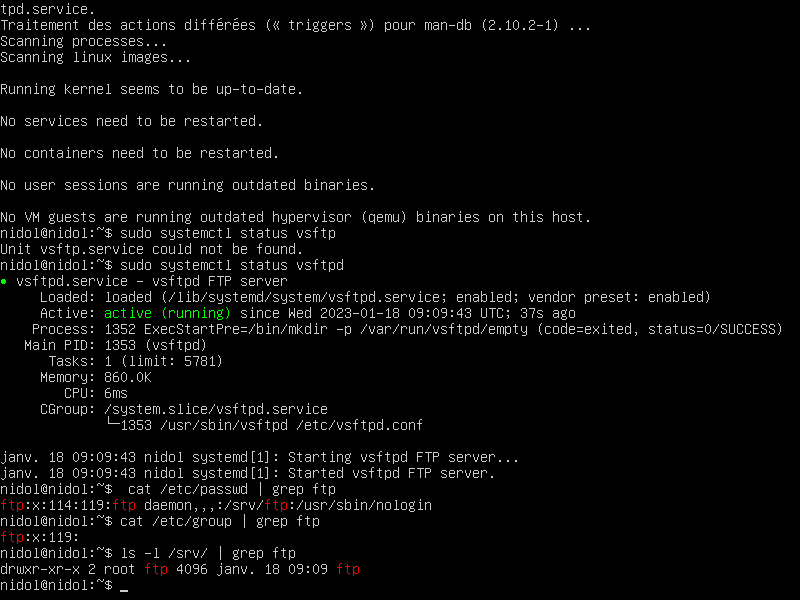 tpd.service.
Traitement des actions différées (« triggers ») pour man-db (2.10.2-1) ...
Scanning processes...
Scanning linux images...
Running kernel seems to be up-to-date.
No services need to be restarted.
No containers need to be restarted.
No user sessions are running outdated binaries.
No VM guests are running outdated hypervisor (qemu) binaries on this host.
nidol@nidol:~$ sudo systemctl status vsftp
Unit vsftp.service could not be found.
nidol@nidol:~$ sudo systemctl status vsftpd
● vsftpd.service - vsftpd FTP server
     Loaded: loaded (/lib/systemd/system/vsftpd.service; enabled; vendor preset: enabled)
     Active: active (running) since Wed 2023-01-18 09:09:43 UTC; 37s ago
    Process: 1352 ExecStartPre=/bin/mkdir -p /var/run/vsftpd/empty (code=exited, status=0/SUCCESS)
   Main PID: 1353 (vsftpd)
      Tasks: 1 (limit: 5781)
     Memory: 860.0K
        CPU: 6ms
     CGroup: /system.slice/vsftpd.service
             └─1353 /usr/sbin/vsftpd /etc/vsftpd.conf
janv. 18 09:09:43 nidol systemd[1]: Starting vsftpd FTP server...
janv. 18 09:09:43 nidol systemd[1]: Started vsftpd FTP server.
nidol@nidol:~$  cat /etc/passwd | grep ftp
ftp:x:114:119:ftp daemon,,,:/srv/ftp:/usr/sbin/nologin
nidol@nidol:~$ cat /etc/group | grep ftp
ftp:x:119:
nidol@nidol:~$ ls -l /srv/ | grep ftp
drwxr-xr-x 2 root ftp 4096 janv. 18 09:09 ftp
nidol@nidol:~$ _